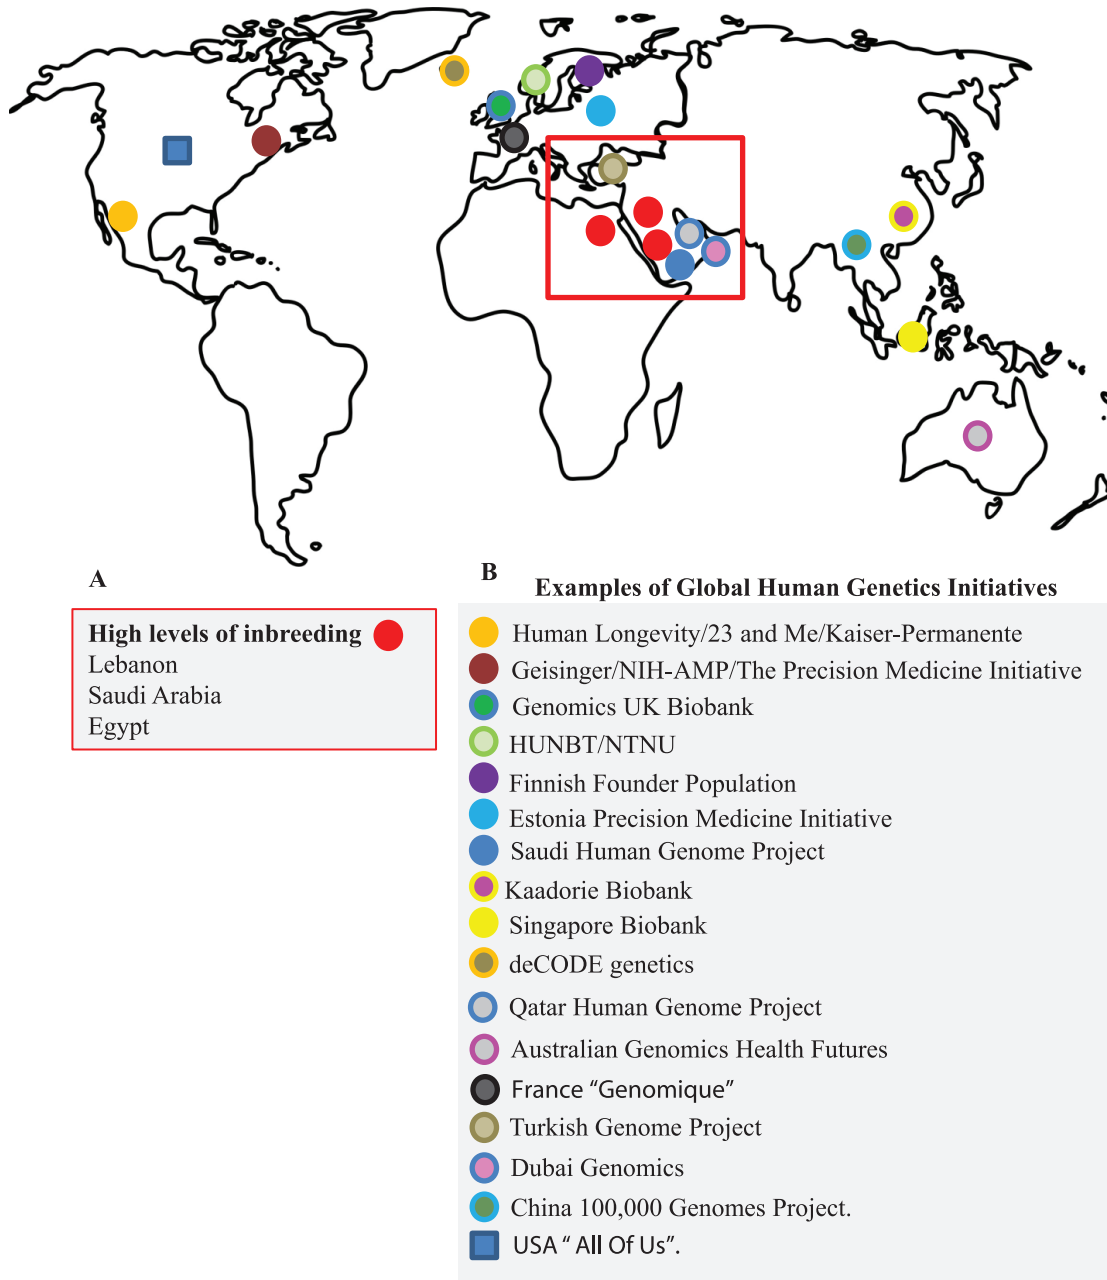 A
High levels of inbreeding
Lebanon
Saudi Arabia
Egypt
B
Examples of Global Human Genetics Initiatives
Human Longevity/23 and Me/Kaiser-Permanente
Geisinger/NIH-AMP/The Precision Medicine Initiative
Genomics UK Biobank
HUNBT/NTNU
Finnish Founder Population
Estonia Precision Medicine Initiative
Saudi Human Genome Project
Kaadorie Biobank
Singapore Biobank
deCODE genetics
Qatar Human Genome Project
Australian Genomics Health Futures
France “Genomique”
Turkish Genome Project
Dubai Genomics
China 100,000 Genomes Project.
USA “ All Of Us”.